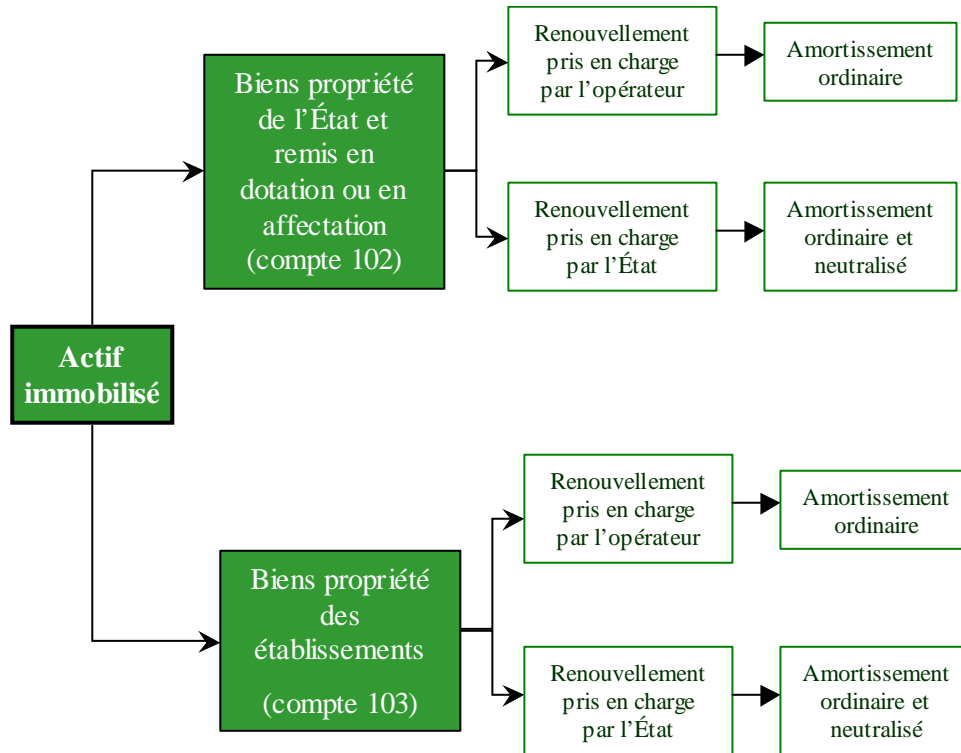 Renouvellement
pris en charge
par l’opérateur
Amortissement
ordinaire
Biens propriété
de l’État et
remis en
dotation ou en
affectation
(compte 102)
Renouvellement
pris en charge
par l’État
Amortissement
ordinaire et
neutralisé
Actif
immobilisé
Renouvellement
pris en charge
par l’opérateur
Amortissement
ordinaire
Biens propriété
des
établissements
(compte 103)
Renouvellement
pris en charge
par l’État
Amortissement
ordinaire et
neutralisé